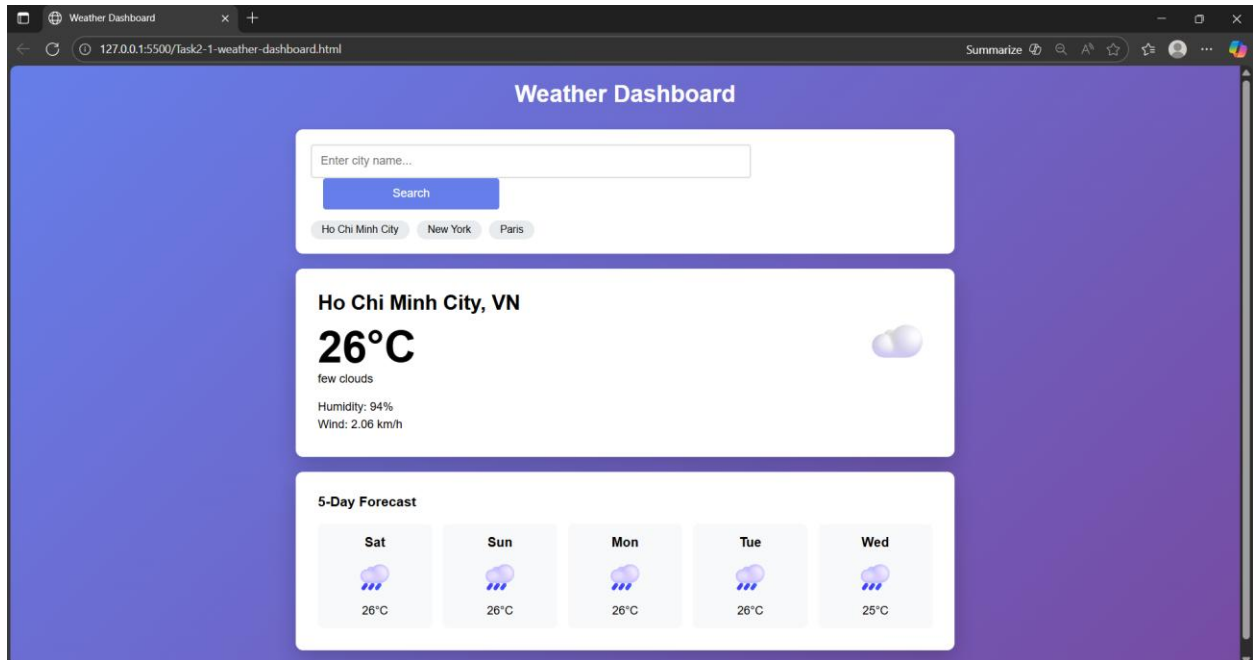 Weather Dashboard
127.0.0.1:5500/Task2-1-weather-dashboard.html
Summarize
Weather Dashboard
Enter city name...
Search
Ho Chi Minh City New York Paris
Ho Chi Minh City, VN
26°C
few clouds
Humidity: 94%
Wind: 2.06 km/h
5-Day Forecast
Sat Sun Mon Tue Wed
26°C 26°C 26°C 26°C 25°C